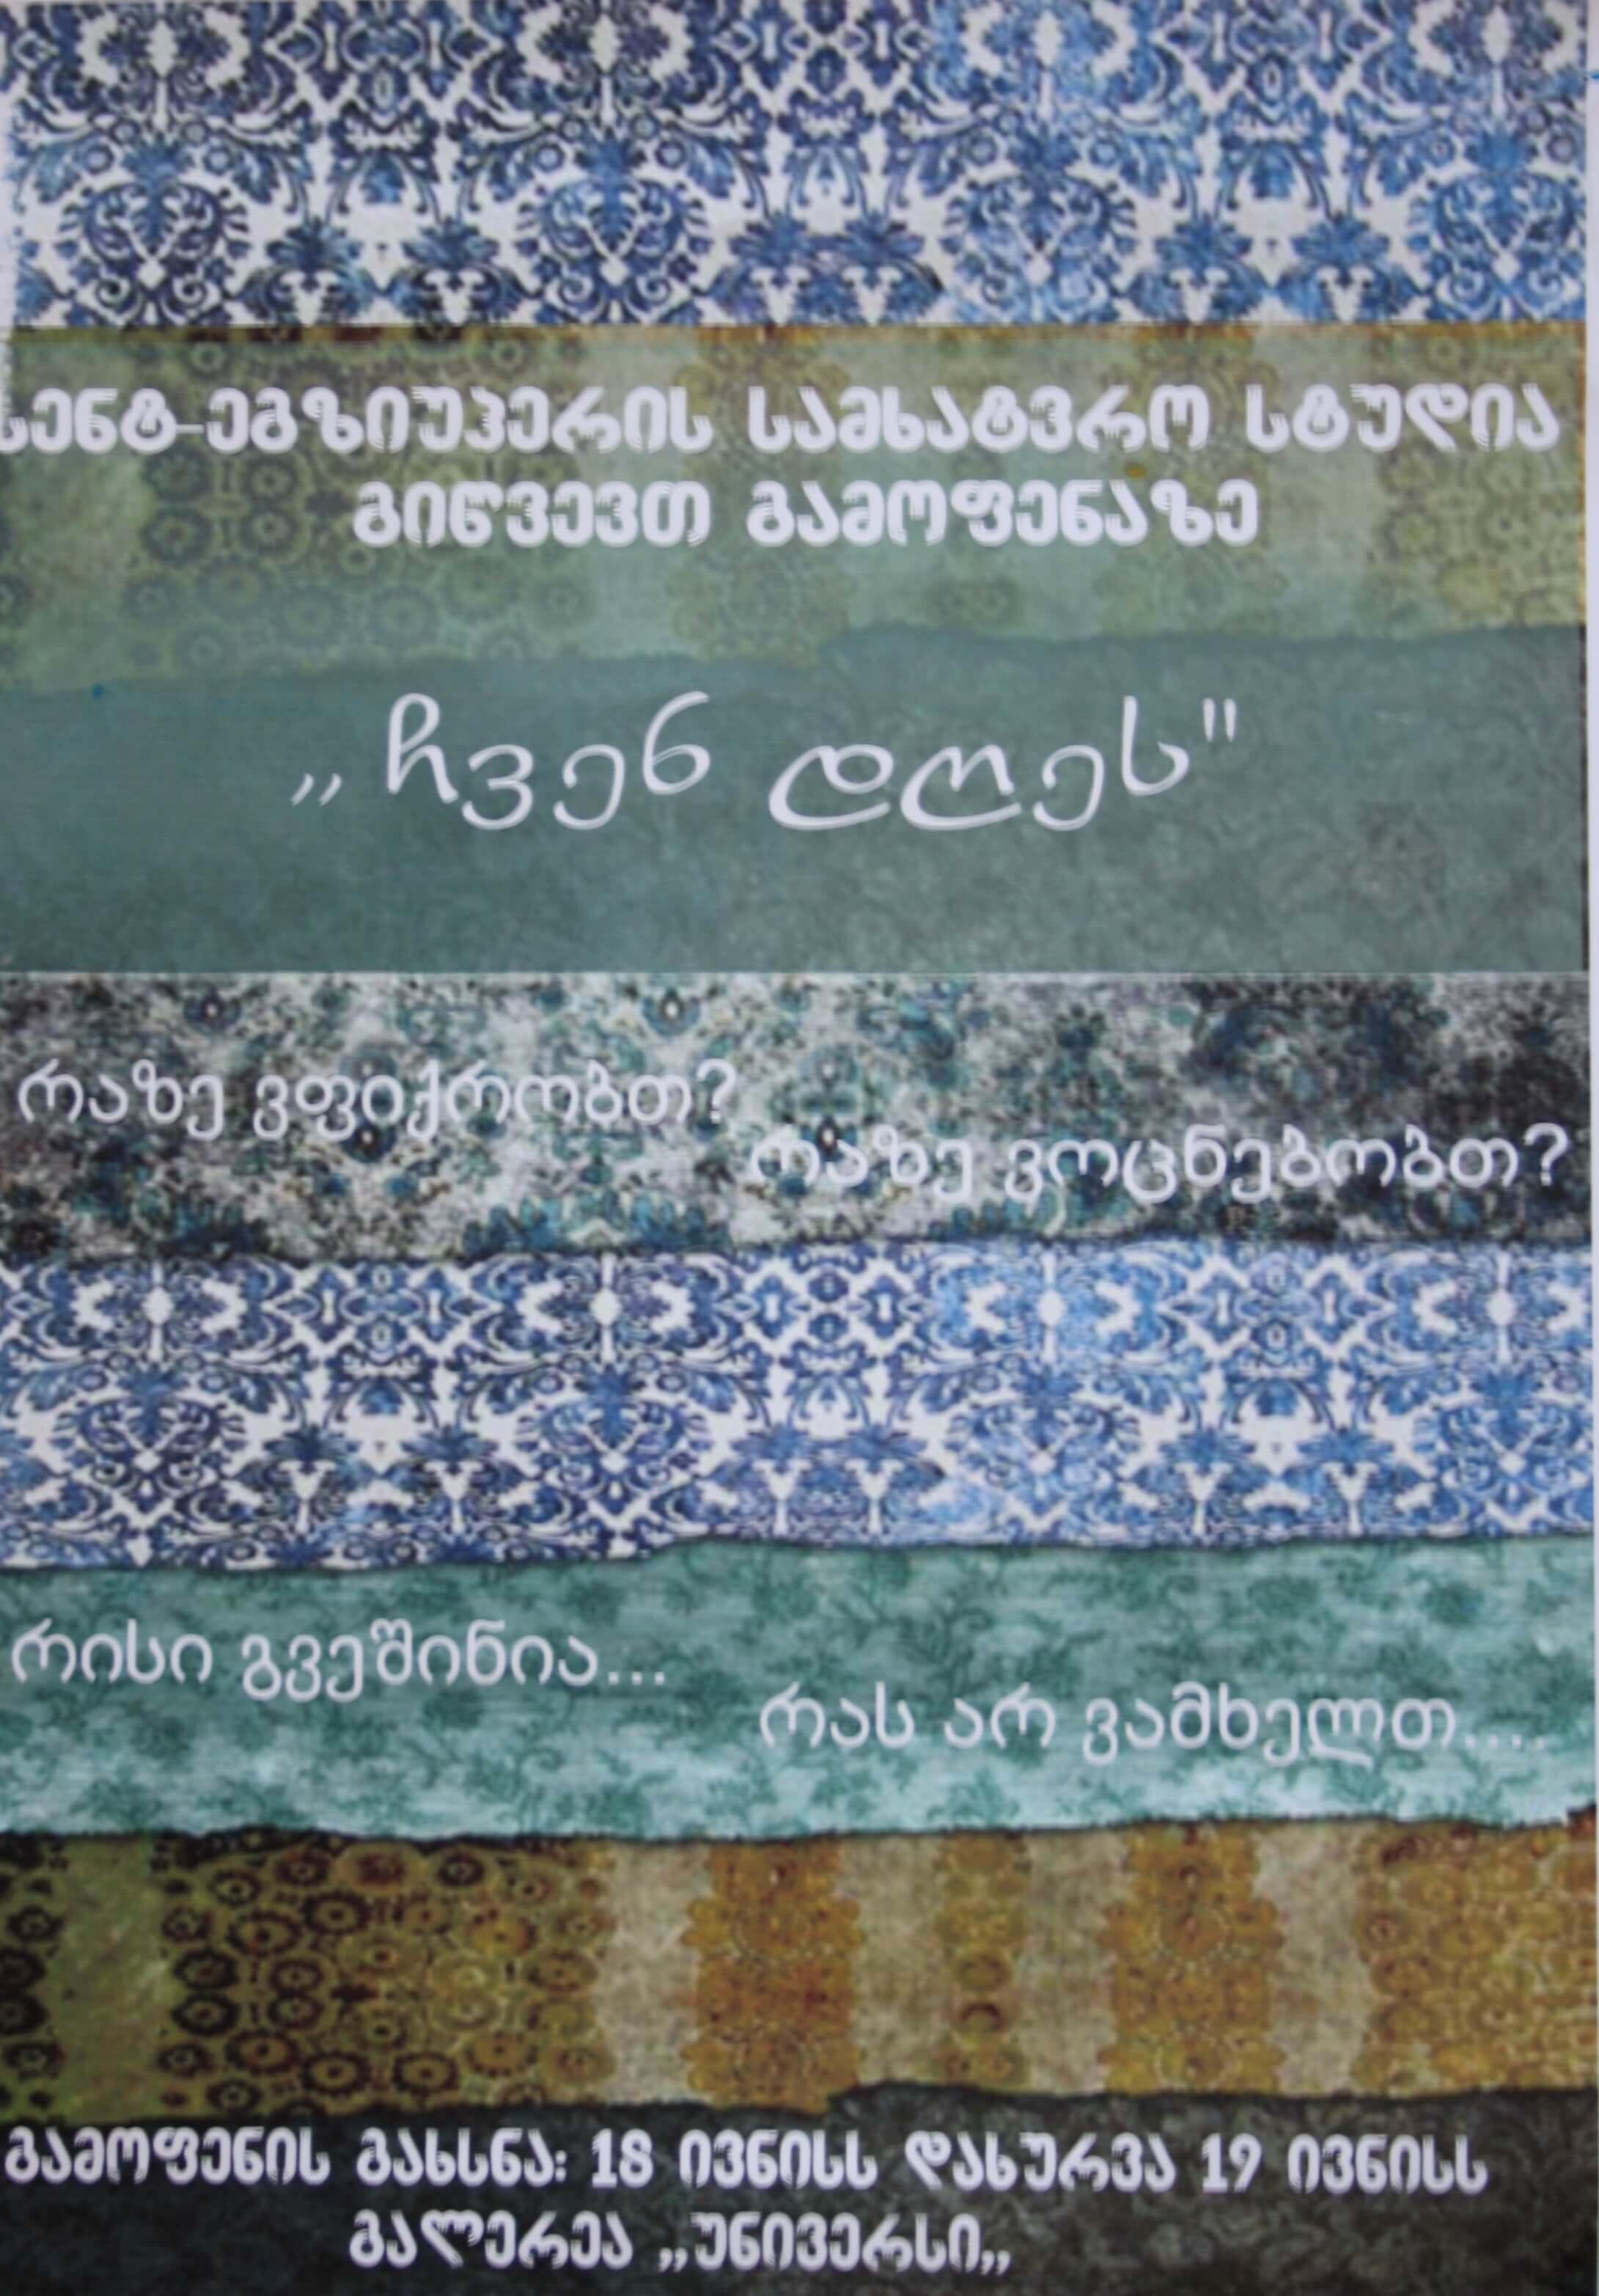 სენტ-ეგზიუპერის სამხატვრო სტუდია
გიწვევთ გამოფენაზე
,,ჩვენ დღეს"
რაზე ვფიქრობთ?
რაზე ვოცნებობთ?
რისი გვეშინია...
რას არ ვამხელთ....
გამოფენის გახსნა: 18 ივნისს დახურვა 19 ივნისს
გალერეა ,,უნივერსი,,